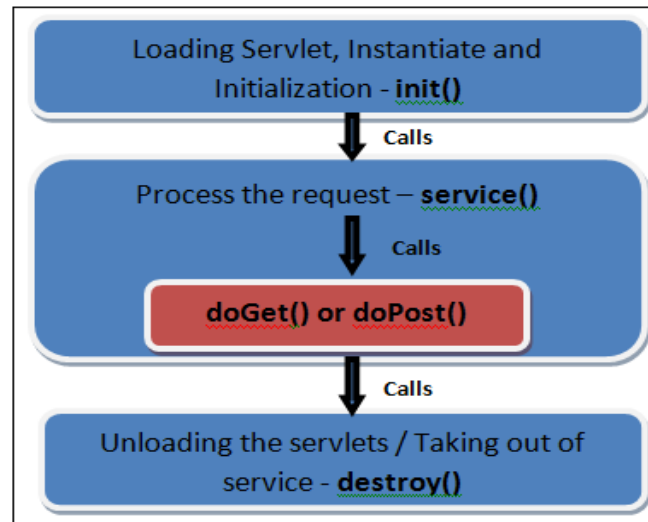 Loading Servlet, Instantiate and
Initialization - init()
Calls
Process the request – service()
Calls
doGet() or doPost()
Calls
Unloading the servlets / Taking out of
service - destroy()